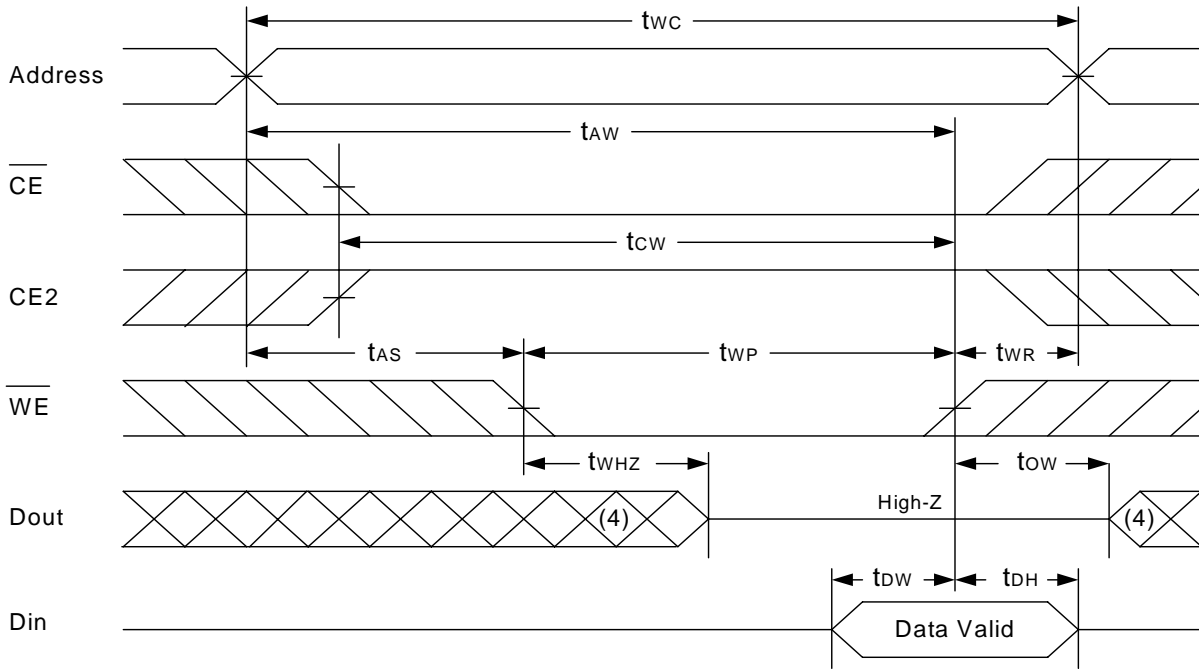 tWC
Address
tAW
CE
tCW
CE2
tAS tWP tWR
WE
tWHZ tOW
Dout (4) High-Z (4)
tDW tDH
Din Data Valid